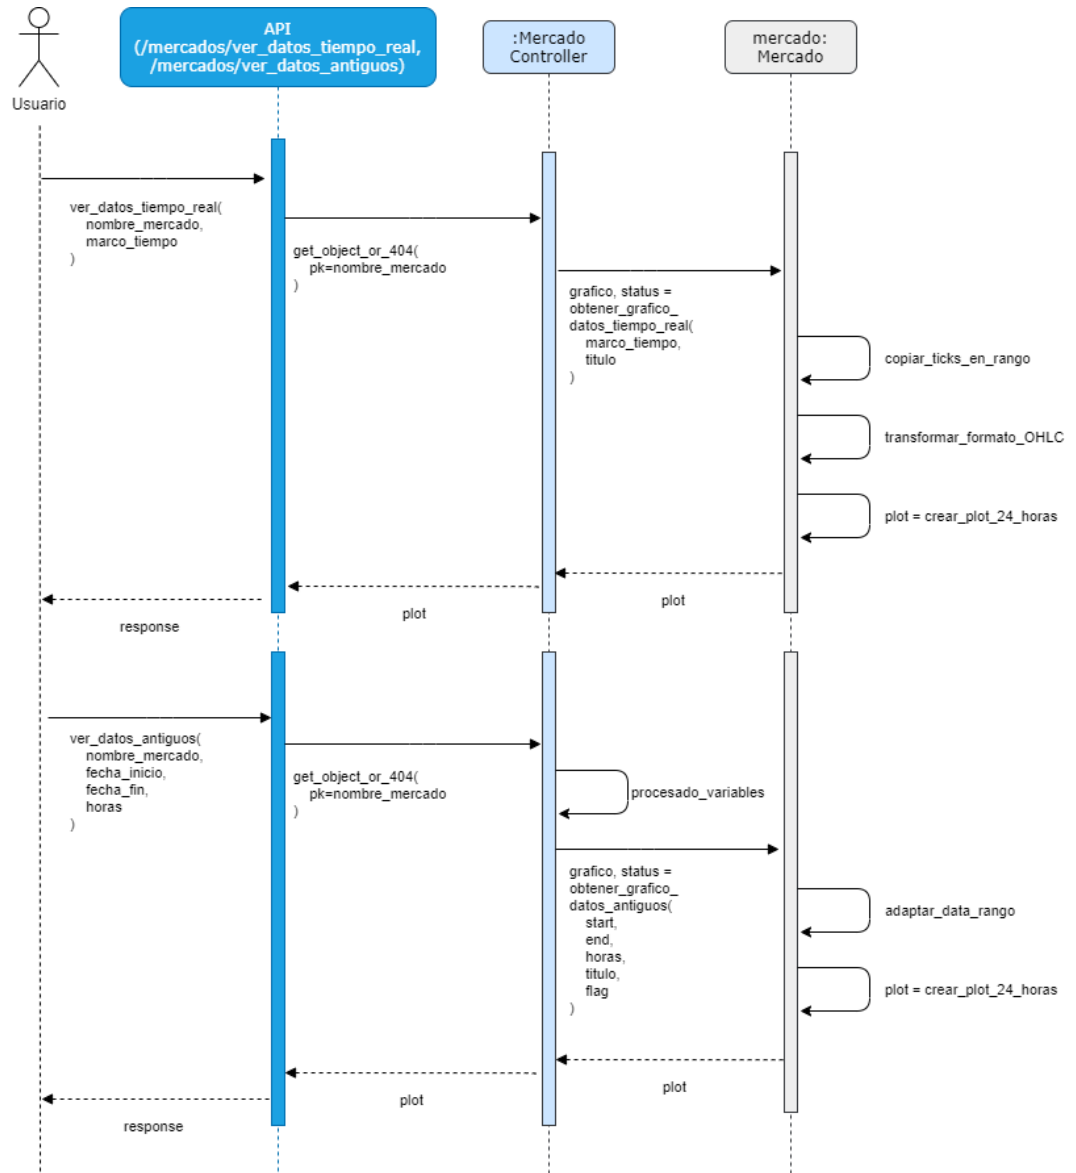 API
(/mercados/ver_datos_tiempo_real,
/mercados/ver_datos_antiguos)
:Mercado
Controller
mercado:
Mercado
Usuario
ver_datos_tiempo_real(
nombre_mercado,
marco_tiempo
)
get_object_or_404(
pk=nombre_mercado
)
grafico, status =
obtener_grafico_
datos_tiempo_real(
marco_tiempo,
titulo
)
copiar_ticks_en_rango
transformar_formato_OHLC
plot = crear_plot_24_horas
plot
plot
response
ver_datos_antiguos(
nombre_mercado,
fecha_inicio,
fecha_fin,
horas
)
get_object_or_404(
pk=nombre_mercado
)
procesado_variables
grafico, status =
obtener_grafico_
datos_antiguos(
start,
end,
horas,
titulo,
flag
)
adaptar_data_rango
plot = crear_plot_24_horas
plot
plot
response